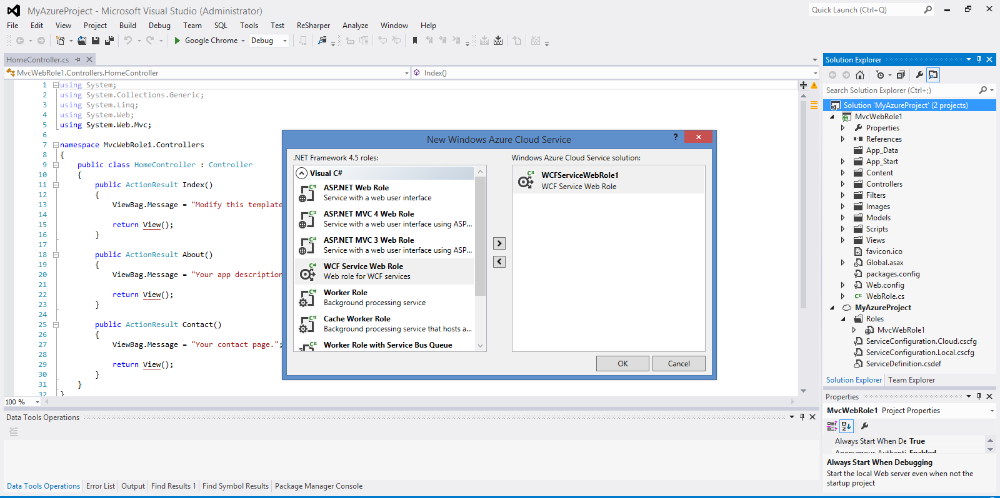 MyAzureProject - Microsoft Visual Studio (Administrator)
Quick Launch (Ctrl+Q)
File Edit View Project Build Debug Team SQL Tools Test ReSharper Analyze Window Help
Google Chrome Debug
HomeController.cs
MvcWebRole1.Controllers.HomeController
Index()
1 using System;
2 using System.Collections.Generic;
3 using System.Linq;
4 using System.Web;
5 using System.Web.Mvc;
6
7 namespace MvcWebRole1.Controllers
8 {
9 public class HomeController : Controller
10 {
11 public ActionResult Index()
12 {
13 ViewBag.Message = "Modify this template
14
15 return View();
16 }
17
18 public ActionResult About()
19 {
20 ViewBag.Message = "Your app description
21
22 return View();
23 }
24
25 public ActionResult Contact()
26 {
27 ViewBag.Message = "Your contact page.";
28
29 return View();
30 }
31 }
32 }
100 %
New Windows Azure Cloud Service
?
.NET Framework 4.5 roles:
Visual C#
C# ASP.NET Web Role
Service with a web user interface
C# ASP.NET MVC 4 Web Role
Service with a web user interface using ASP...
C# ASP.NET MVC 3 Web Role
Service with a web user interface using ASP...
C# WCF Service Web Role
Web role for WCF services
C# Worker Role
Background processing service
C# Cache Worker Role
Background processing service that hosts a...
C# Worker Role with Service Bus Queue
Windows Azure Cloud Service solution:
C# WCFServiceWebRole1
WCF Service Web Role
OK
Cancel
Solution Explorer
Search Solution Explorer (Ctrl+;)
Solution 'MyAzureProject' (2 projects)
MvcWebRole1
Properties
References
App_Data
App_Start
Content
Controllers
Filters
Images
Models
Scripts
Views
favicon.ico
Global.asax
packages.config
Web.config
C# WebRole.cs
MyAzureProject
Roles
MvcWebRole1
ServiceConfiguration.Cloud.cscfg
ServiceConfiguration.Local.cscfg
ServiceDefinition.csdef
Solution Explorer Team Explorer
Properties
MvcWebRole1 Project Properties
Always Start When De True
Anonymous Authenti Enabled
Always Start When Debugging
Start the local Web server even when not the
startup project
Data Tools Operations
Data Tools Operations Error List Output Find Results 1 Find Symbol Results Package Manager Console